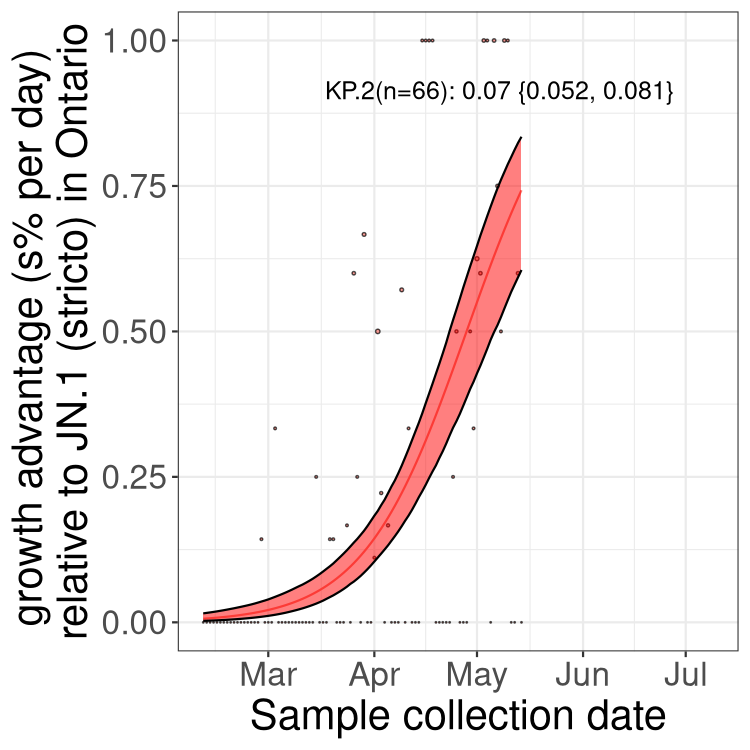 growth advantage (s% per day)
relative to JN.1 (stricto) in Ontario
1.00
0.75
0.50
0.25
0.00
KP.2(n=66): 0.07 {0.052, 0.081}
Mar Apr May Jun Jul
Sample collection date